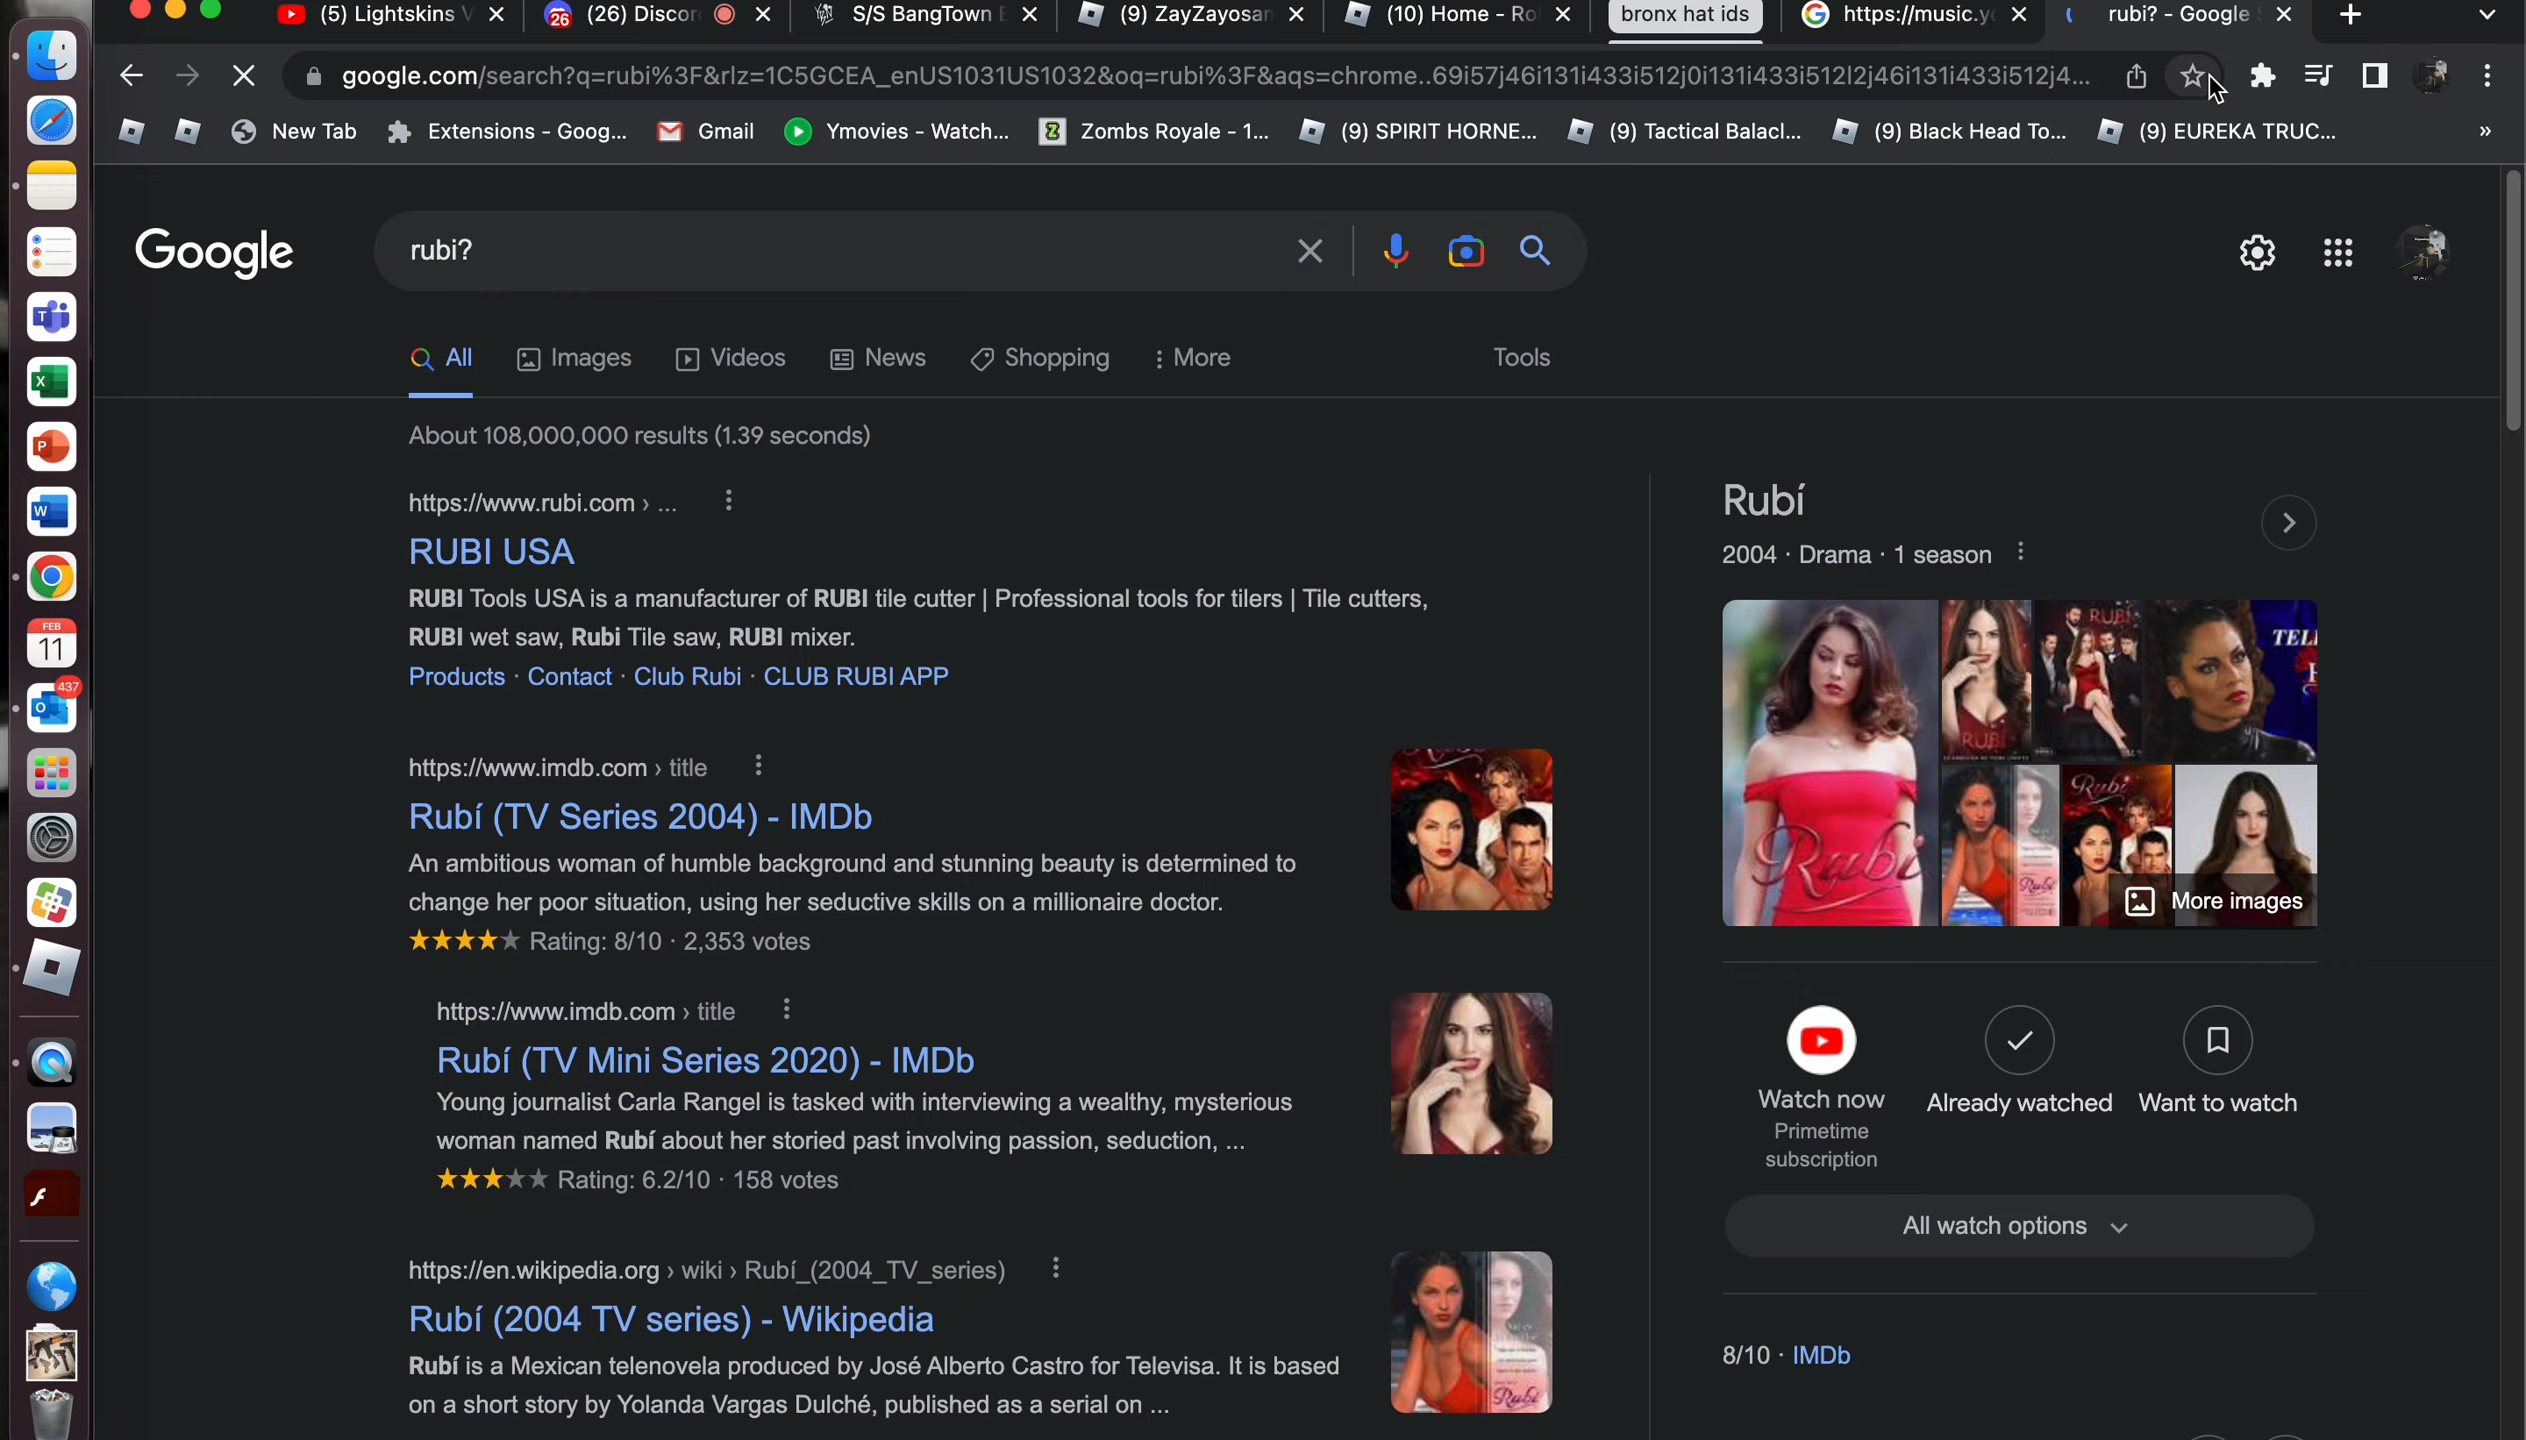 (5) Lightskins V
(26) Discor
S/S BangTown
(9) ZayZayosan
(10) Home - Ro
bronx hat ids
https://music.y
rubi? - Google
google.com/search?q=rubi%3F&rlz=1C5GCEA_enUS1031US1032&oq=rubi%3F&aqs=chrome..69i57j46i131i433i512j0i131i433i512l2j46i131i433i512j4...
New Tab
Extensions - Goog...
Gmail
Ymovies - Watch...
Zombs Royale - 1...
(9) SPIRIT HORNE...
(9) Tactical Balacl...
(9) Black Head To...
(9) EUREKA TRUC...
»
Google
rubi?
All
Images
Videos
News
Shopping
More
Tools
About 108,000,000 results (1.39 seconds)
https://www.rubi.com › ...
RUBI USA
RUBI Tools USA is a manufacturer of RUBI tile cutter | Professional tools for tilers | Tile cutters,
RUBI wet saw, Rubi Tile saw, RUBI mixer.
Products · Contact · Club Rubi · CLUB RUBI APP
https://www.imdb.com › title
Rubí (TV Series 2004) - IMDb
An ambitious woman of humble background and stunning beauty is determined to
change her poor situation, using her seductive skills on a millionaire doctor.
Rating: 8/10 · 2,353 votes
https://www.imdb.com › title
Rubí (TV Mini Series 2020) - IMDb
Young journalist Carla Rangel is tasked with interviewing a wealthy, mysterious
woman named Rubí about her storied past involving passion, seduction, ...
Rating: 6.2/10 · 158 votes
https://en.wikipedia.org › wiki › Rubí_(2004_TV_series)
Rubí (2004 TV series) - Wikipedia
Rubí is a Mexican telenovela produced by José Alberto Castro for Televisa. It is based
on a short story by Yolanda Vargas Dulché, published as a serial on ...
Rubí
2004 · Drama · 1 season
Rubí
RUBI
RUBI
TEL
Rubi
Rubi
More images
Watch now
Primetime
subscription
Already watched
Want to watch
All watch options
8/10 · IMDb
FEB
11
437
26